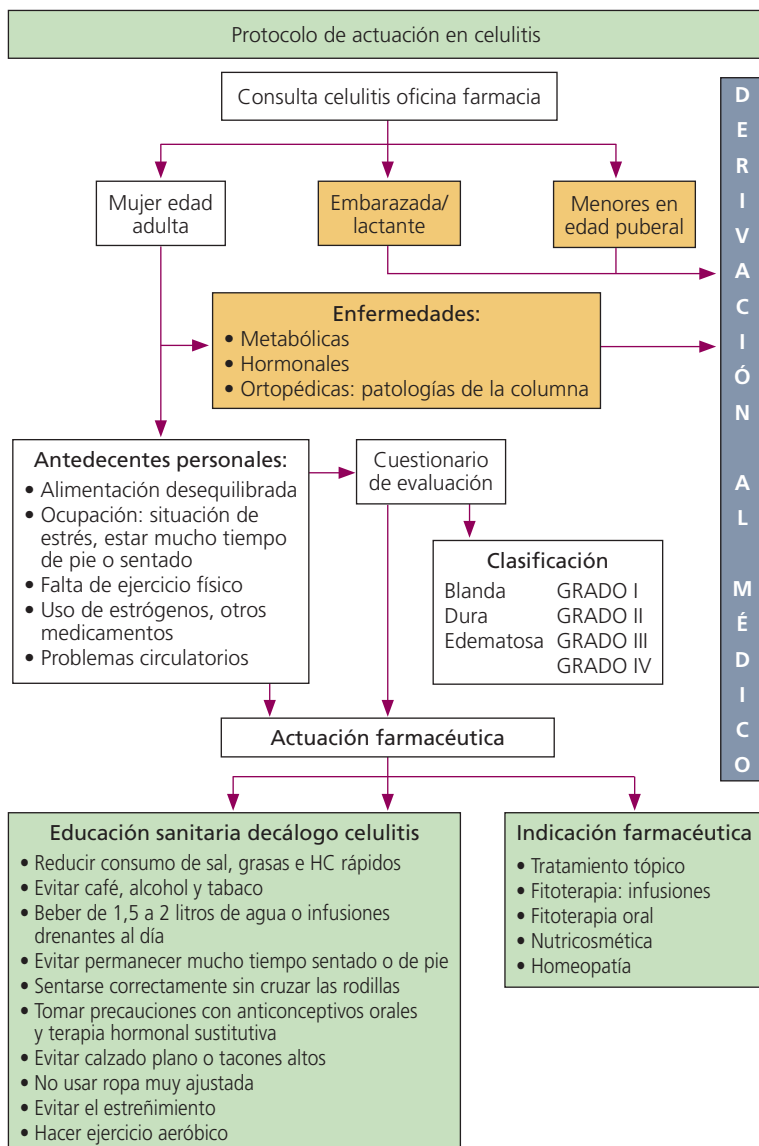 Protocolo de actuación en celulitis
Consulta celulitis oficina farmacia
Mujer edad
adulta
Embarazada/
lactante
Menores en
edad puberal
Enfermedades:
• Metabólicas
• Hormonales
• Ortopédicas: patologías de la columna
DERIVACIÓN AL MÉDICO
Antedecentes personales:
• Alimentación desequilibrada
• Ocupación: situación de
estrés, estar mucho tiempo
de pie o sentado
• Falta de ejercicio físico
• Uso de estrógenos, otros
medicamentos
• Problemas circulatorios
Cuestionario
de evaluación
Clasificación
Blanda GRADO I
Dura GRADO II
Edematosa GRADO III
GRADO IV
Actuación farmacéutica
Educación sanitaria decálogo celulitis
• Reducir consumo de sal, grasas e HC rápidos
• Evitar café, alcohol y tabaco
• Beber de 1,5 a 2 litros de agua o infusiones
drenantes al día
• Evitar permanecer mucho tiempo sentado o de pie
• Sentarse correctamente sin cruzar las rodillas
• Tomar precauciones con anticonceptivos orales
y terapia hormonal sustitutiva
• Evitar calzado plano o tacones altos
• No usar ropa muy ajustada
• Evitar el estreñimiento
• Hacer ejercicio aeróbico
Indicación farmacéutica
• Tratamiento tópico
• Fitoterapia: infusiones
• Fitoterapia oral
• Nutricosmética
• Homeopatía